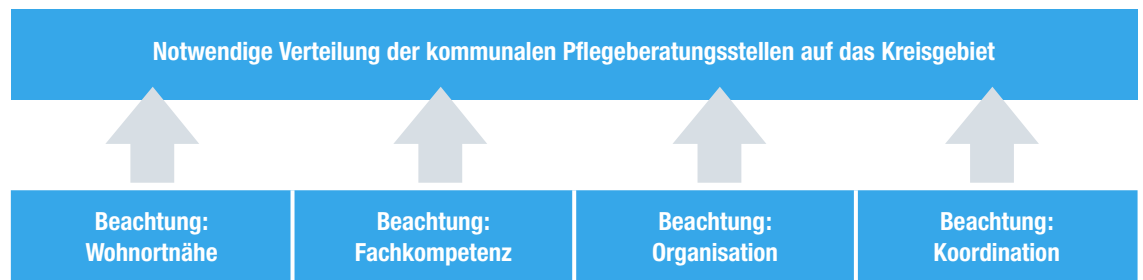 Notwendige Verteilung der kommunalen Pflegeberatungsstellen auf das Kreisgebiet
Beachtung:
Wohnortnähe
Beachtung:
Fachkompetenz
Beachtung:
Organisation
Beachtung:
Koordination